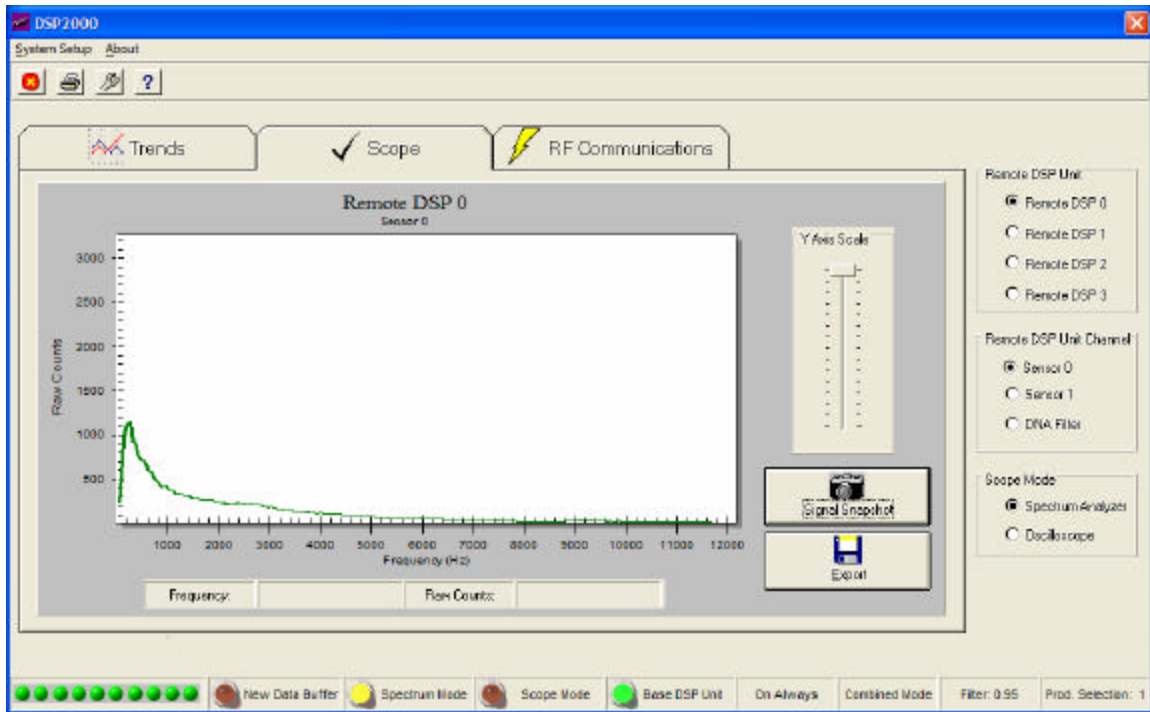 DSP2000
System Setup About
?
Trends
Scope
RF Communications
Remote DSP 0
Sensor 0
3000
2500
2000
1500
1000
500
Raw Counts
1000 2000 3000 4000 5000 6000 7000 8000 9000 10000 11000 12000
Frequency (Hz)
Frequency:
Raw Counts:
Y Axis Scale
Signal Snapshot
Export
Remote DSP Unit
Remote DSP 0
Remote DSP 1
Remote DSP 2
Remote DSP 3
Remote DSP Unit Channel
Sensor 0
Sensor 1
DNA Filter
Scope Mode
Spectrum Analyzer
Oscilloscope
New Data Buffer
Spectrum Mode
Scope Mode
Base DSP Unit
On Always
Combined Mode
Filter: 0.95
Prod. Selection: 1